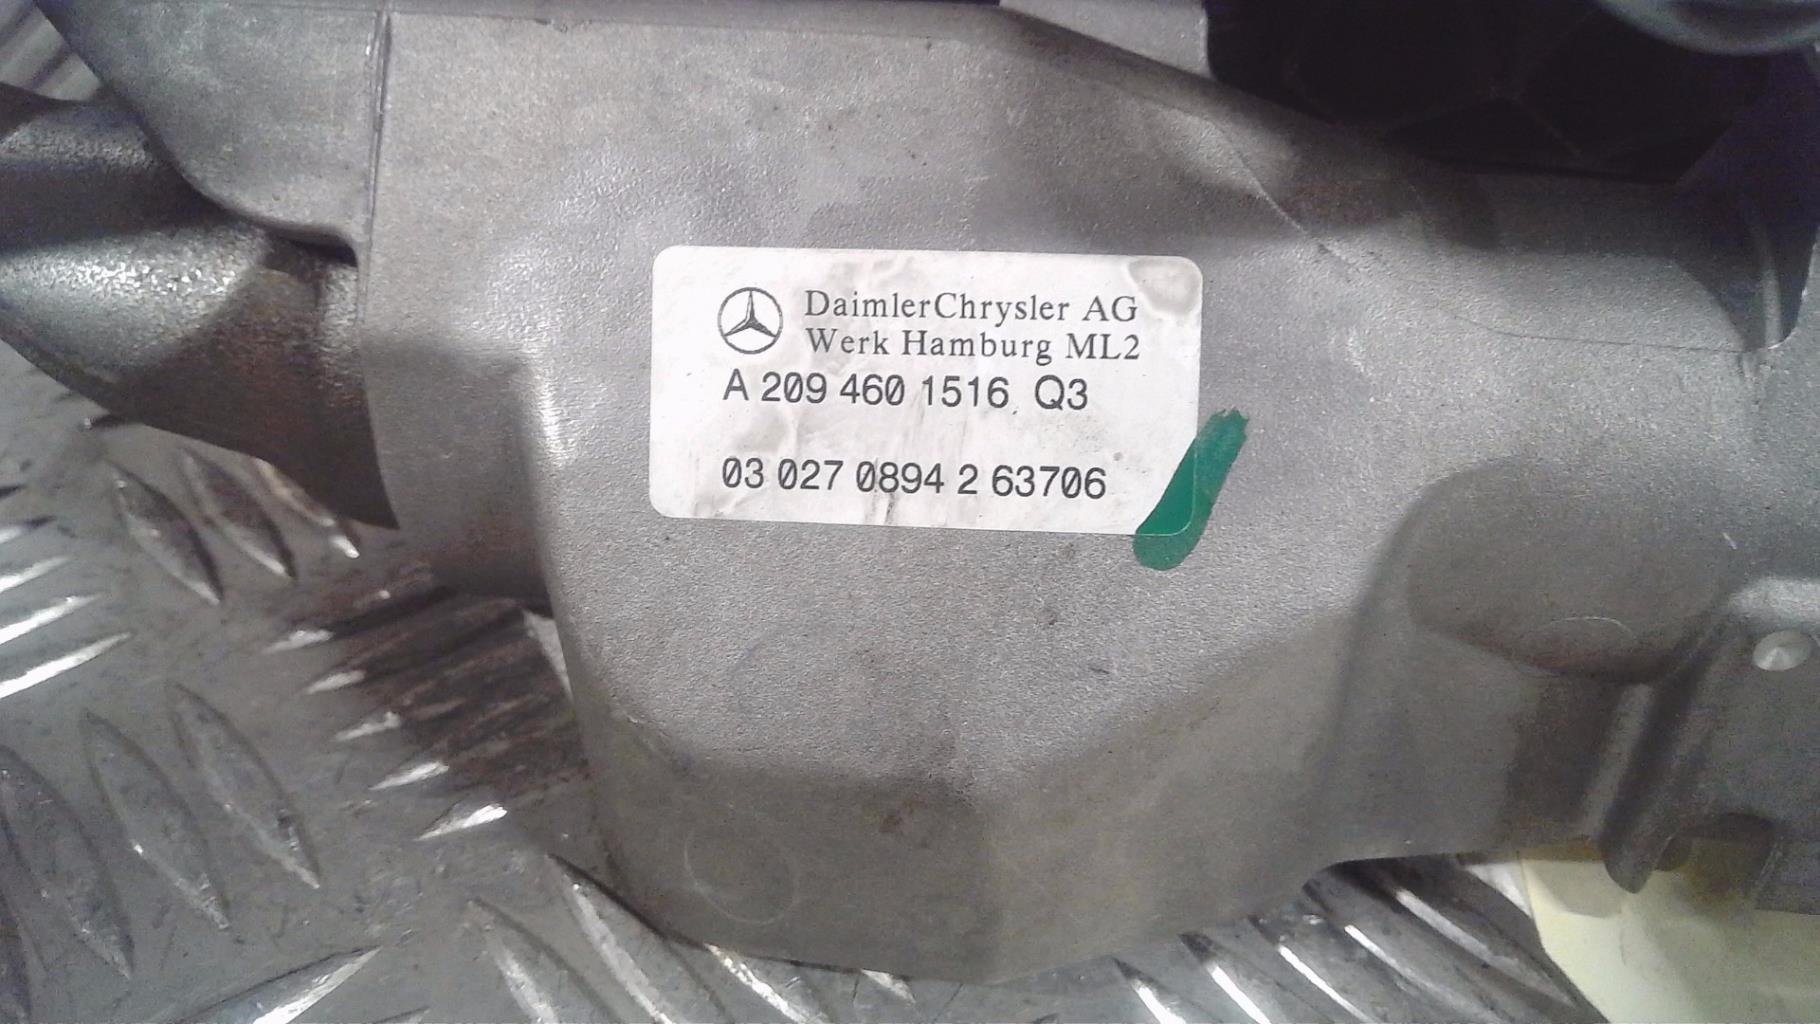 DaimlerChrysler AG
Werk Hamburg ML2
A 209 460 1516 Q3
03 027 0894 2 63706